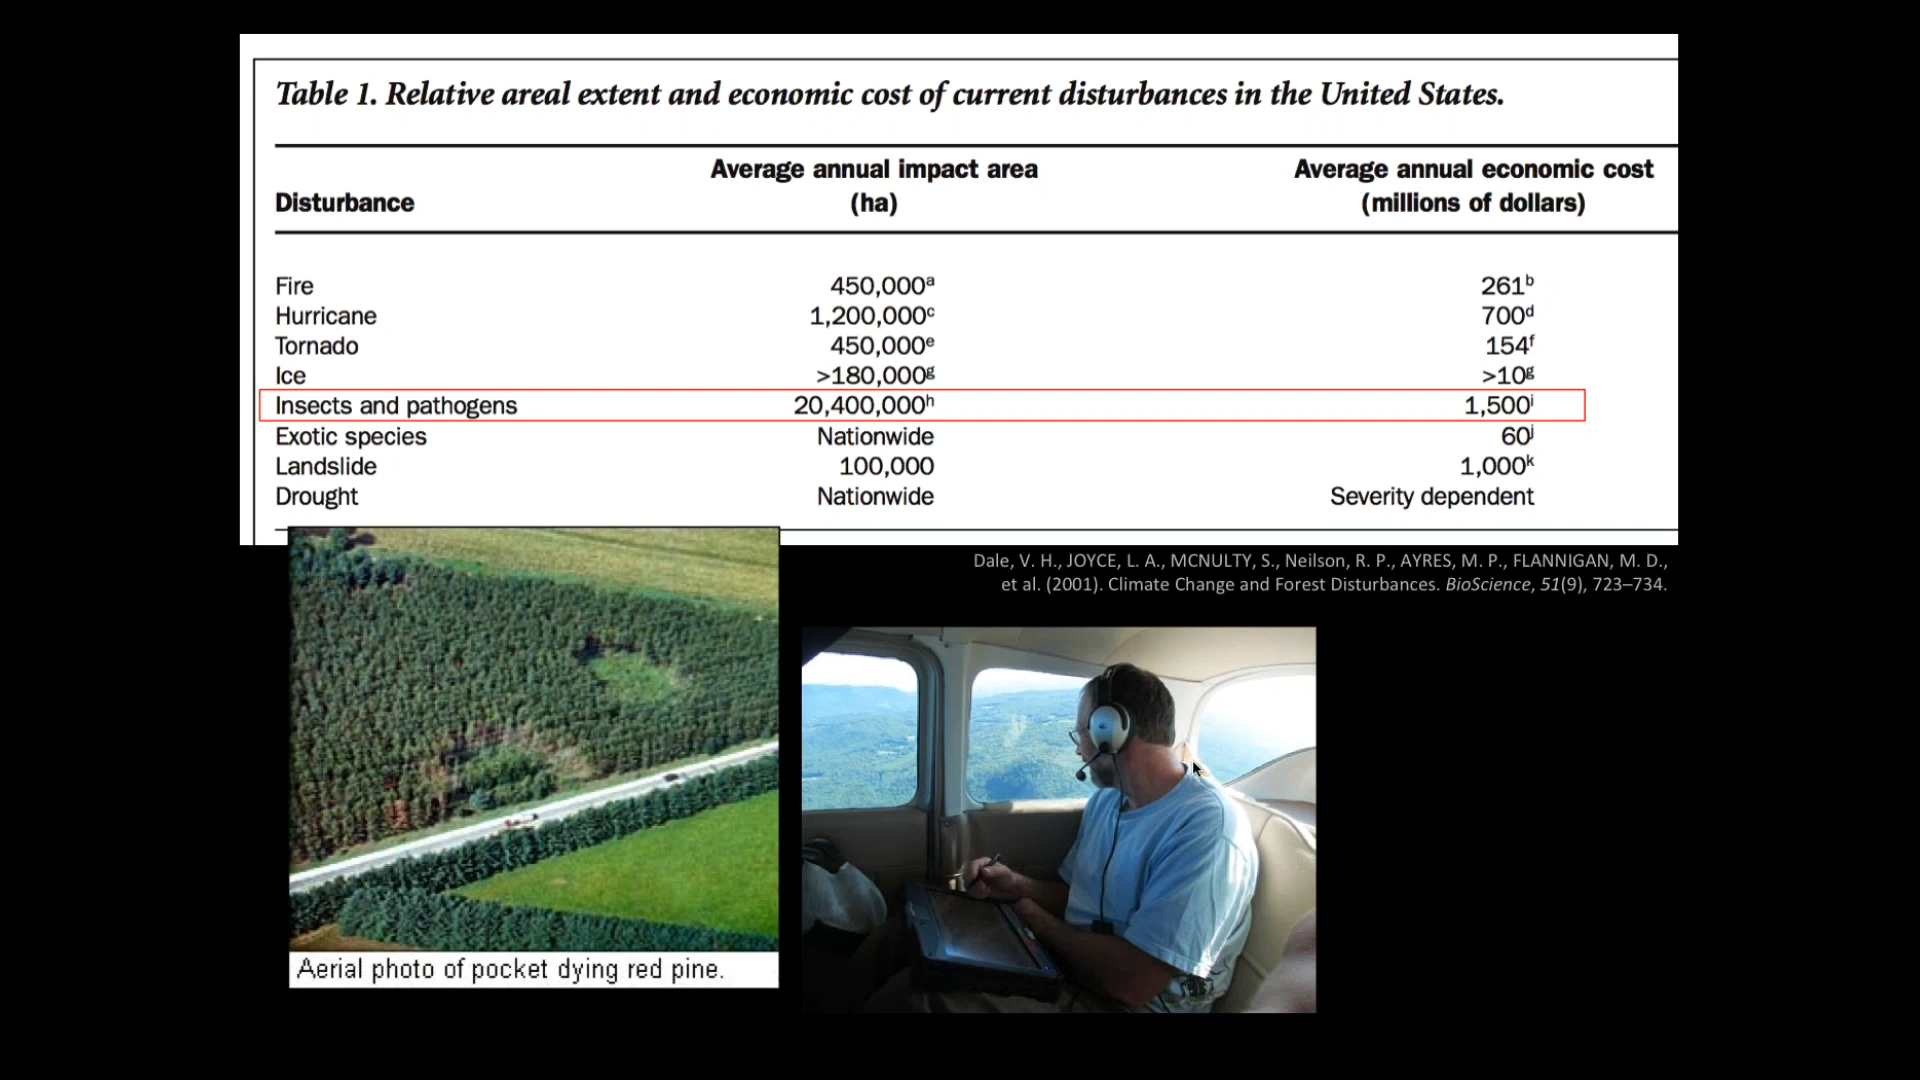 Table 1. Relative areal extent and economic cost of current disturbances in the United States.
Disturbance Average annual impact area (ha) Average annual economic cost (millions of dollars)
Fire 450,000ᵃ 261ᵇ
Hurricane 1,200,000ᶜ 700ᵈ
Tornado 450,000ᵉ 154ᶠ
Ice >180,000ᵍ >10ᵍ
Insects and pathogens 20,400,000ʰ 1,500ⁱ
Exotic species Nationwide 60ʲ
Landslide 100,000 1,000ᵏ
Drought Nationwide Severity dependent
Dale, V. H., JOYCE, L. A., MCNULTY, S., Neilson, R. P., AYRES, M. P., FLANNIGAN, M. D.,
et al. (2001). Climate Change and Forest Disturbances. BioScience, 51(9), 723–734.
Aerial photo of pocket dying red pine.